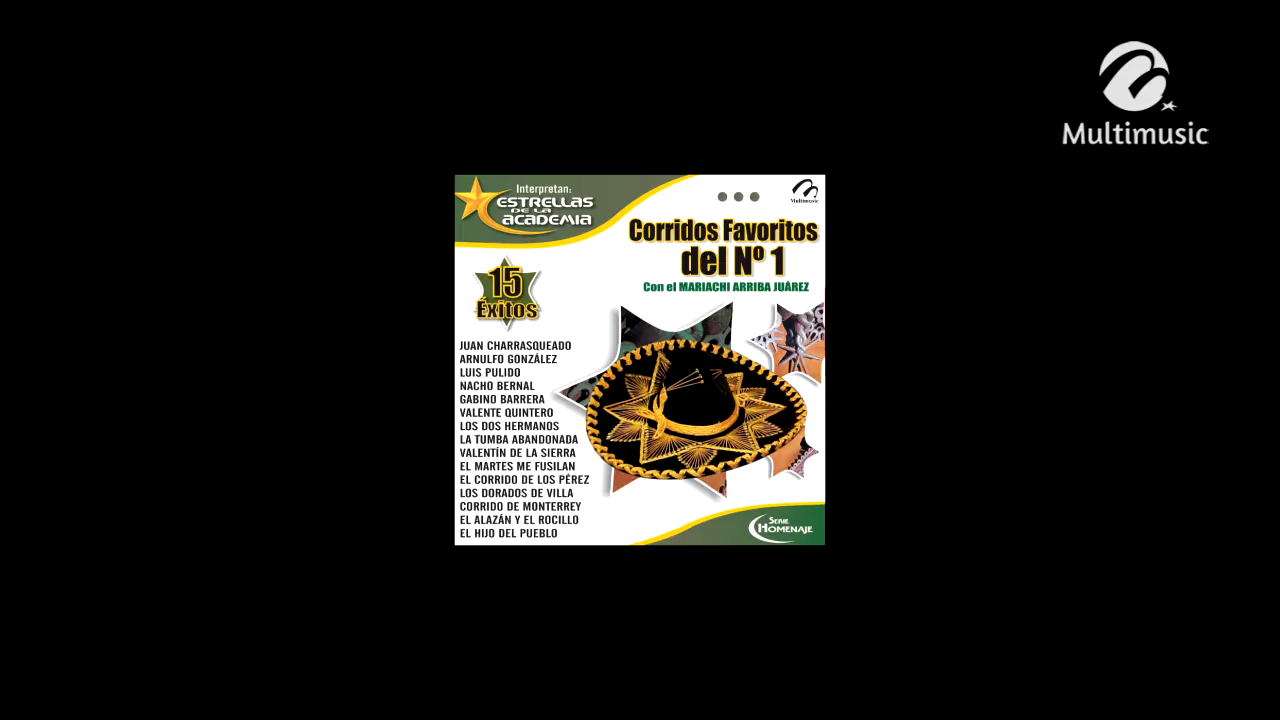 Multimusic
Interpretan:
ESTRELLAS
DE LA
ACADEMIA
Multimusic
Corridos Favoritos
del Nº 1
Con el MARIACHI ARRIBA JUÁREZ
15
Éxitos
JUAN CHARRASQUEADO
ARNULFO GONZÁLEZ
LUIS PULIDO
NACHO BERNAL
GABINO BARRERA
VALENTE QUINTERO
LOS DOS HERMANOS
LA TUMBA ABANDONADA
VALENTÍN DE LA SIERRA
EL MARTES ME FUSILAN
EL CORRIDO DE LOS PÉREZ
LOS DORADOS DE VILLA
CORRIDO DE MONTERREY
EL ALAZÁN Y EL ROCILLO
EL HIJO DEL PUEBLO
SERIE
HOMENAJE